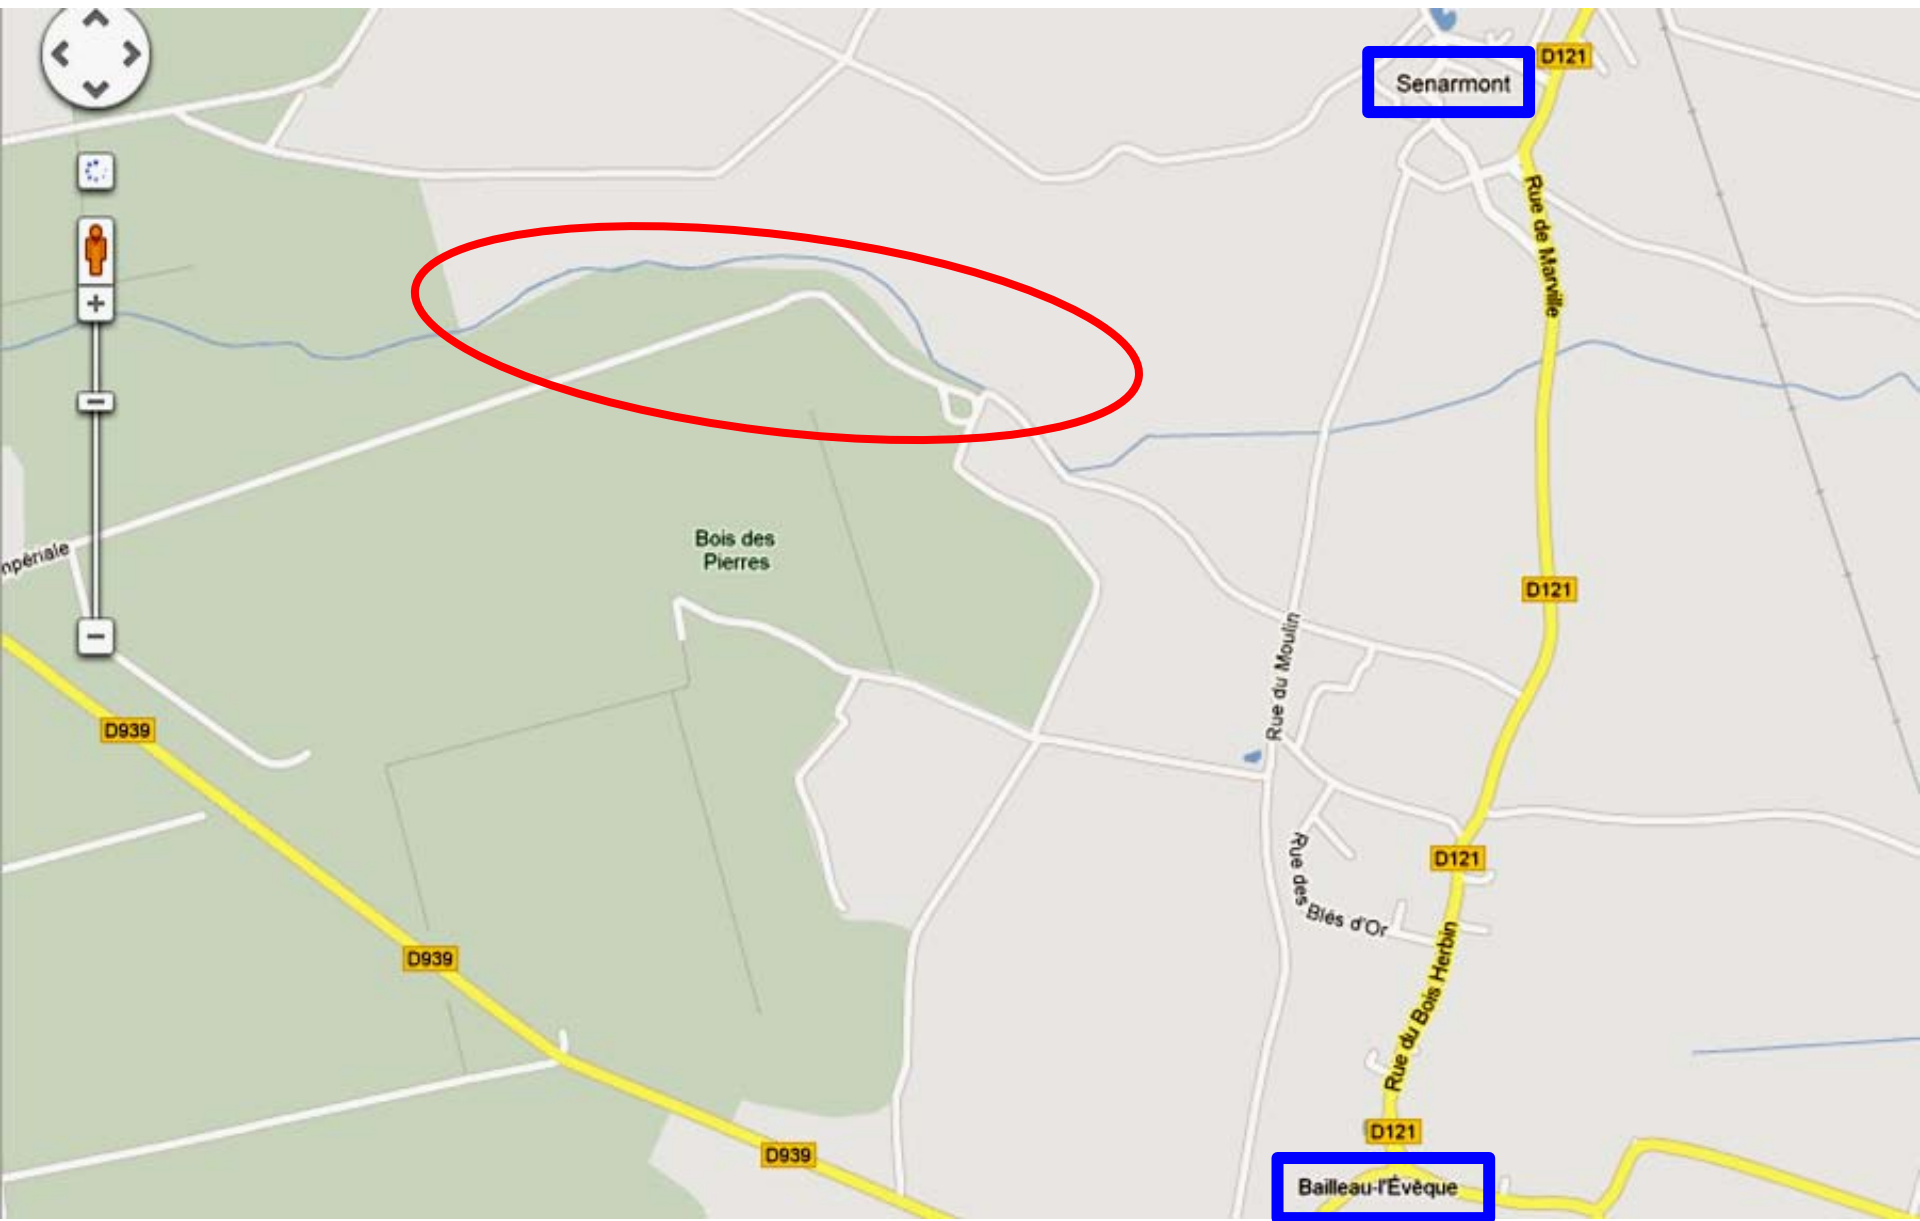 D121
Senarmont
Rue de Marville
Bois des
Pierres
mpériale
D121
Rue du Moulin
D939
D121
Rue des Blés d'Or
D939
Rue du Bois Herbin
D121
D939
Bailleau-l'Évêque